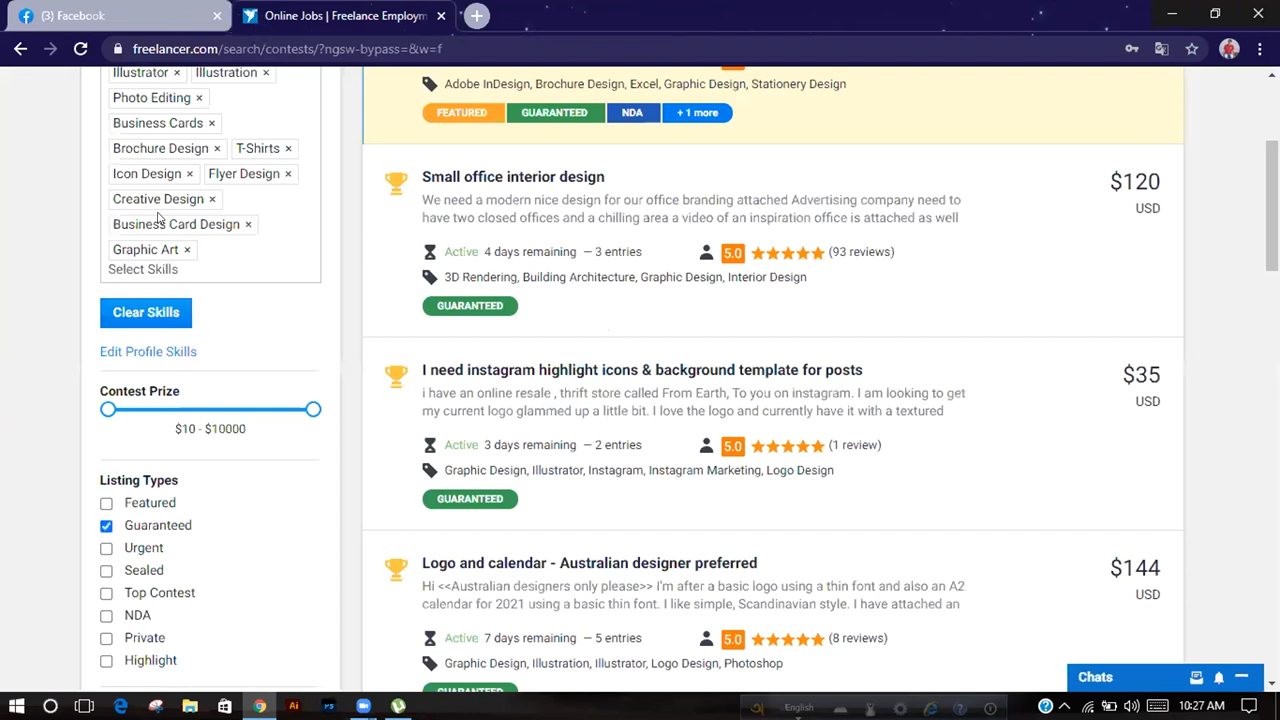 (3) Facebook × Online Jobs | Freelance Employm × +
freelancer.com/search/contests/?ngsw-bypass=&w=f
Illustrator × Illustration ×
Photo Editing ×
Business Cards ×
Brochure Design × T-Shirts ×
Icon Design × Flyer Design ×
Creative Design ×
Business Card Design ×
Graphic Art ×
Select Skills
Clear Skills
Edit Profile Skills
Contest Prize
$10 - $10000
Listing Types
Featured
Guaranteed
Urgent
Sealed
Top Contest
NDA
Private
Highlight
Adobe InDesign, Brochure Design, Excel, Graphic Design, Stationery Design
FEATURED GUARANTEED NDA + 1 more
Small office interior design
$120
USD
We need a modern nice design for our office branding attached Advertising company need to
have two closed offices and a chilling area a video of an inspiration office is attached as well
Active 4 days remaining – 3 entries 5.0 (93 reviews)
3D Rendering, Building Architecture, Graphic Design, Interior Design
GUARANTEED
I need instagram highlight icons & background template for posts
$35
USD
i have an online resale , thrift store called From Earth, To you on instagram. I am looking to get
my current logo glammed up a little bit. I love the logo and currently have it with a textured
Active 3 days remaining – 2 entries 5.0 (1 review)
Graphic Design, Illustrator, Instagram, Instagram Marketing, Logo Design
GUARANTEED
Logo and calendar - Australian designer preferred
$144
USD
Hi <<Australian designers only please>> I'm after a basic logo using a thin font and also an A2
calendar for 2021 using a basic thin font. I like simple, Scandinavian style. I have attached an
Active 7 days remaining – 5 entries 5.0 (8 reviews)
Graphic Design, Illustration, Illustrator, Logo Design, Photoshop
GUARANTEED
Chats
Ai Ps English 10:27 AM